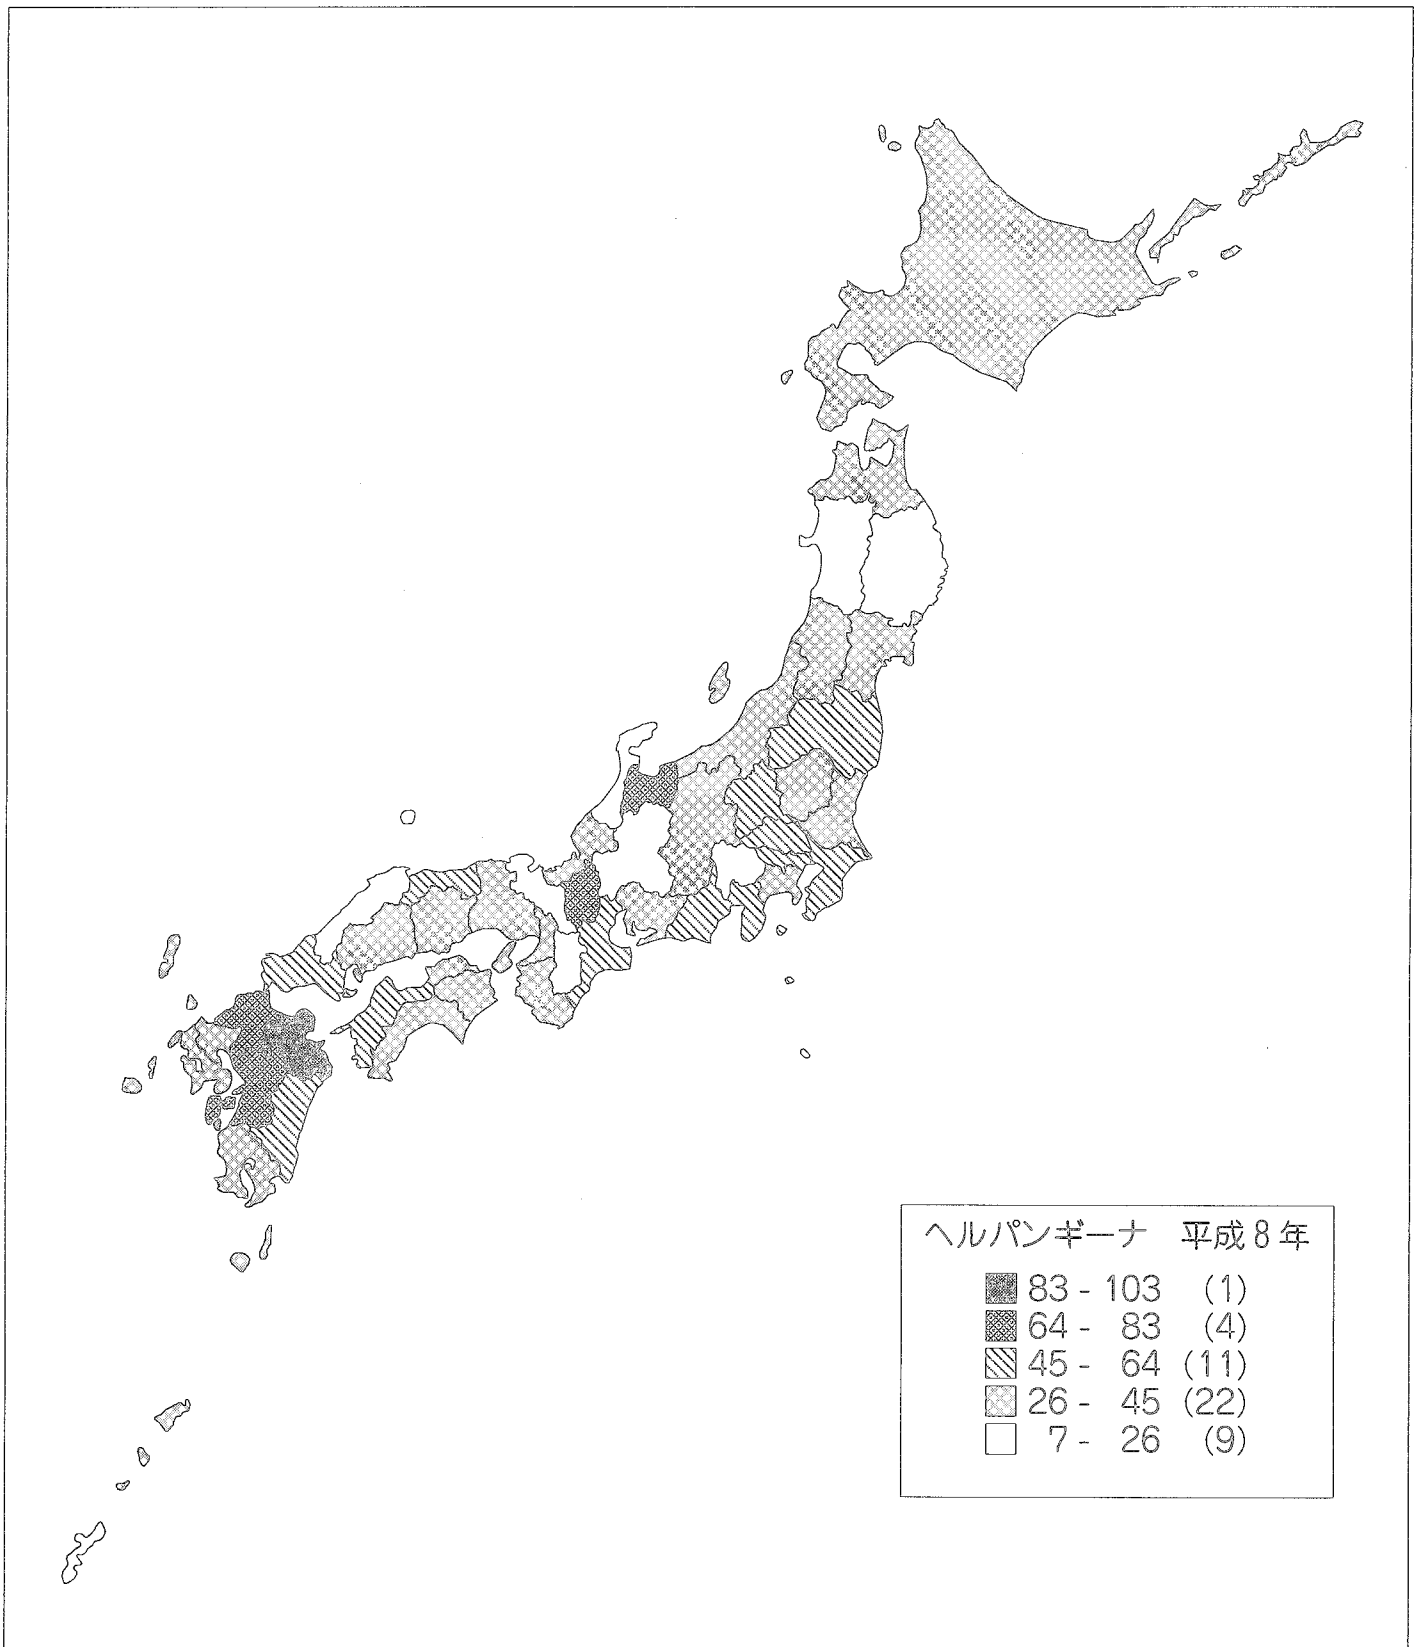 ヘルパンギーナ 平成8年
83 - 103 (1)
64 - 83 (4)
45 - 64 (11)
26 - 45 (22)
7 - 26 (9)